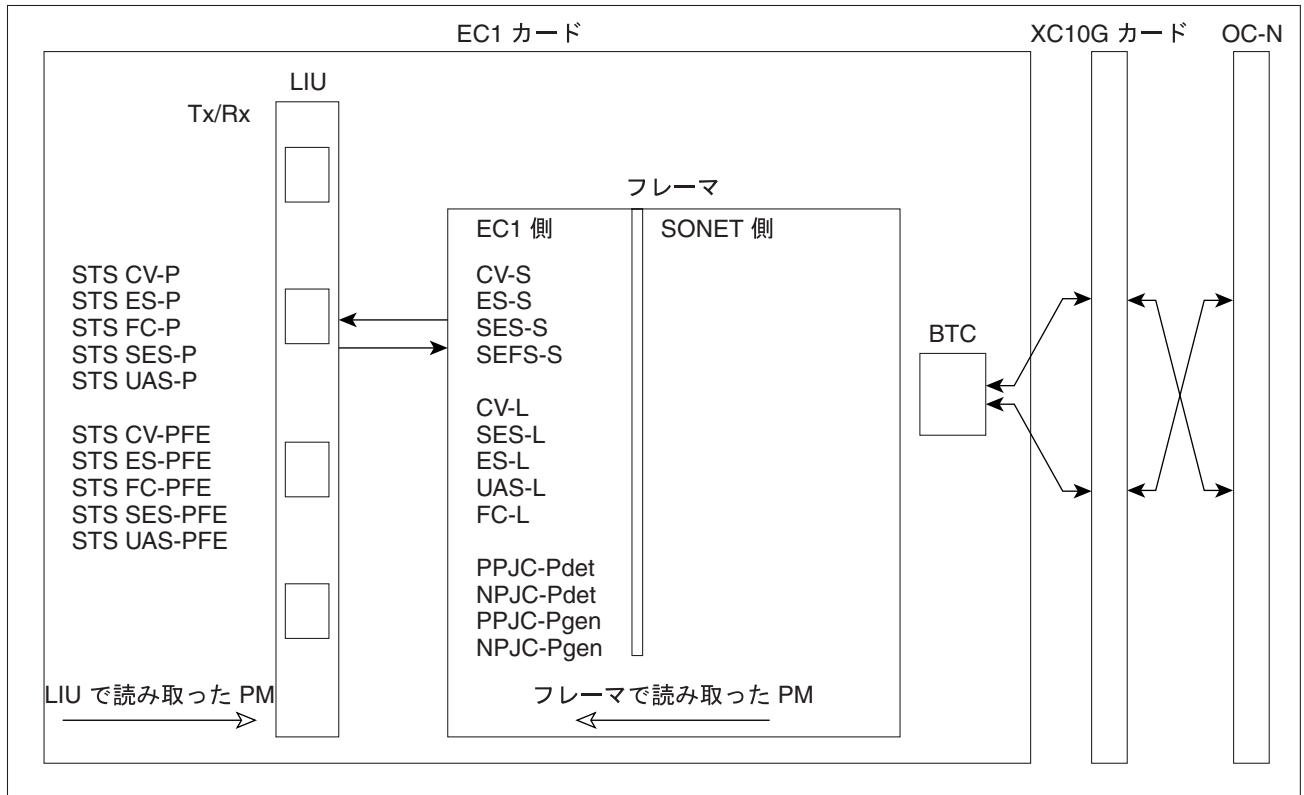 EC1 カード
XC10G カード
OC-N
LIU
Tx/Rx
フレーマ
EC1 側
SONET 側
STS CV-P
STS ES-P
STS FC-P
STS SES-P
STS UAS-P
STS CV-PFE
STS ES-PFE
STS FC-PFE
STS SES-PFE
STS UAS-PFE
CV-S
ES-S
SES-S
SEFS-S
CV-L
SES-L
ES-L
UAS-L
FC-L
PPJC-Pdet
NPJC-Pdet
PPJC-Pgen
NPJC-Pgen
BTC
LIU で読み取った PM
フレーマで読み取った PM